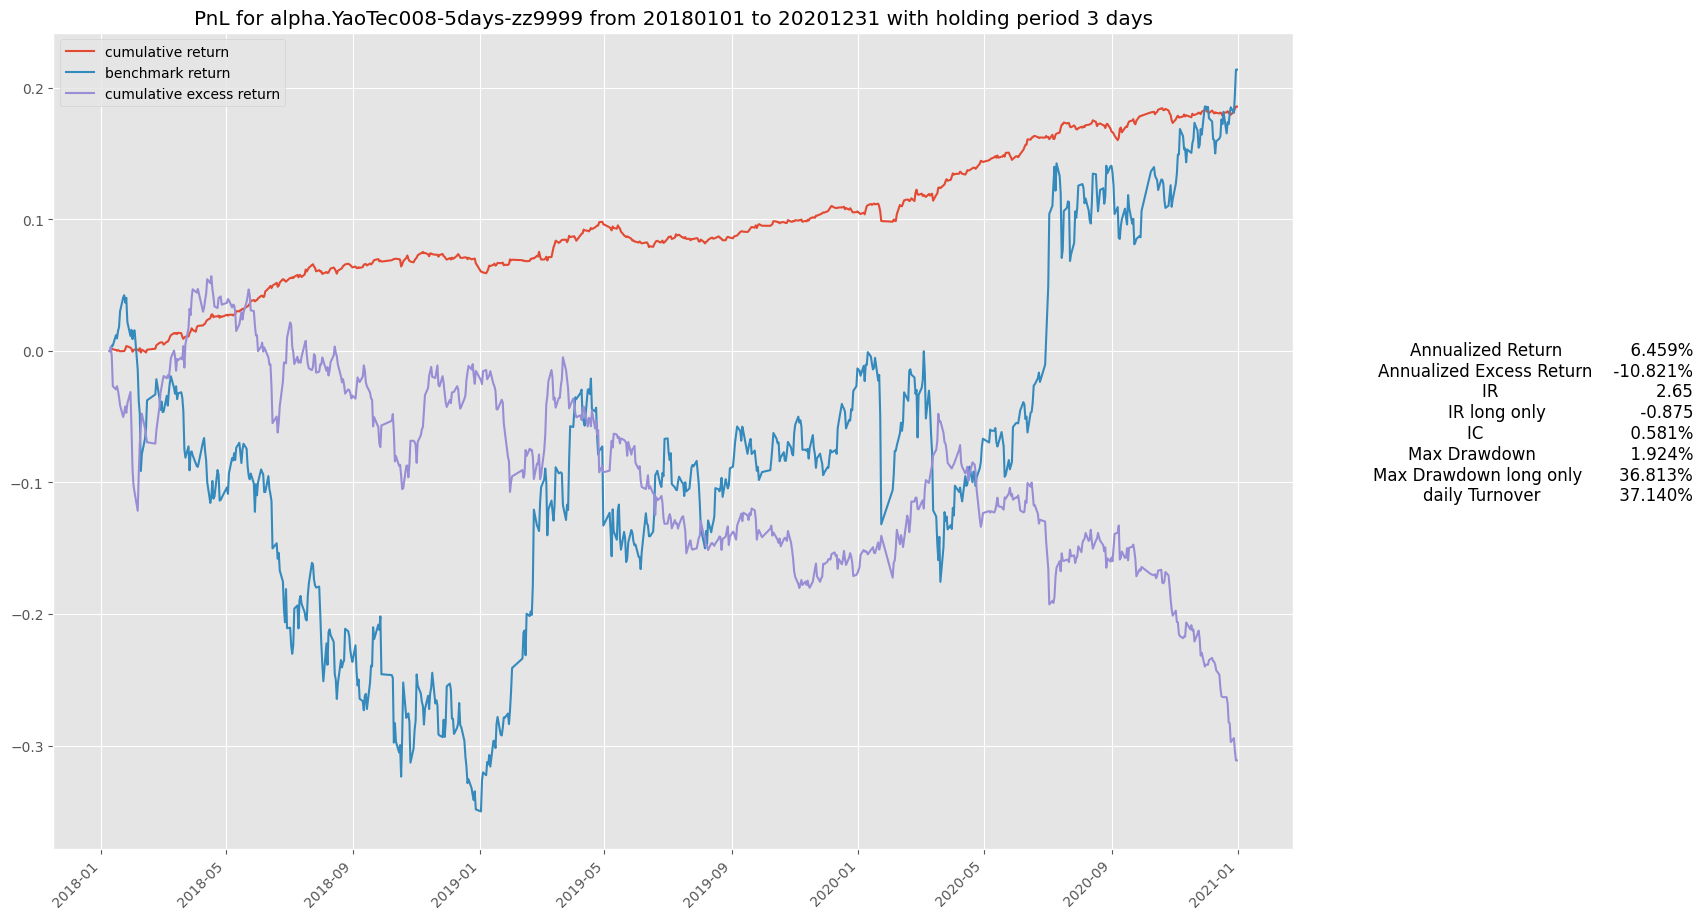 PnL for alpha.YaoTec008-5days-zz9999 from 20180101 to 20201231 with holding period 3 days
cumulative return
benchmark return
cumulative excess return
0.2
0.1
0.0
−0.1
−0.2
−0.3
2018-01
2018-05
2018-09
2019-01
2019-05
2019-09
2020-01
2020-05
2020-09
2021-01
Annualized Return 6.459%
Annualized Excess Return -10.821%
IR 2.65
IR long only -0.875
IC 0.581%
Max Drawdown 1.924%
Max Drawdown long only 36.813%
daily Turnover 37.140%